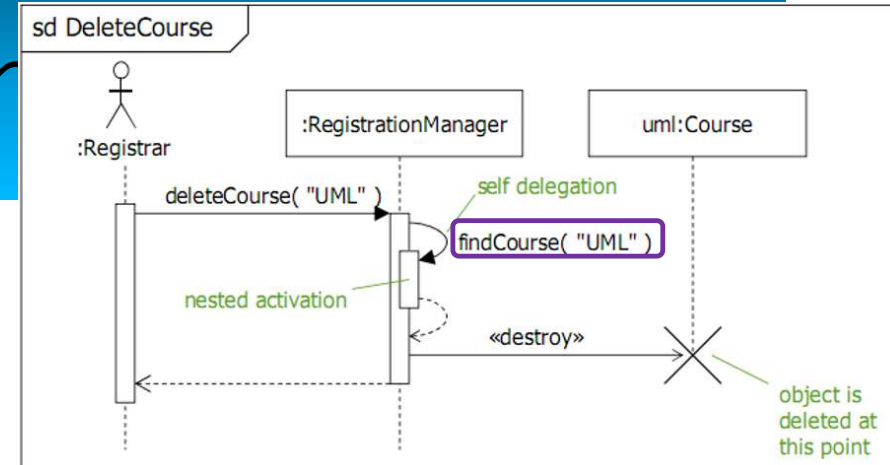 sd DeleteCourse
:Registrar
:RegistrationManager
uml:Course
deleteCourse( "UML" )
self delegation
findCourse( "UML" )
nested activation
«destroy»
object is
deleted at
this point